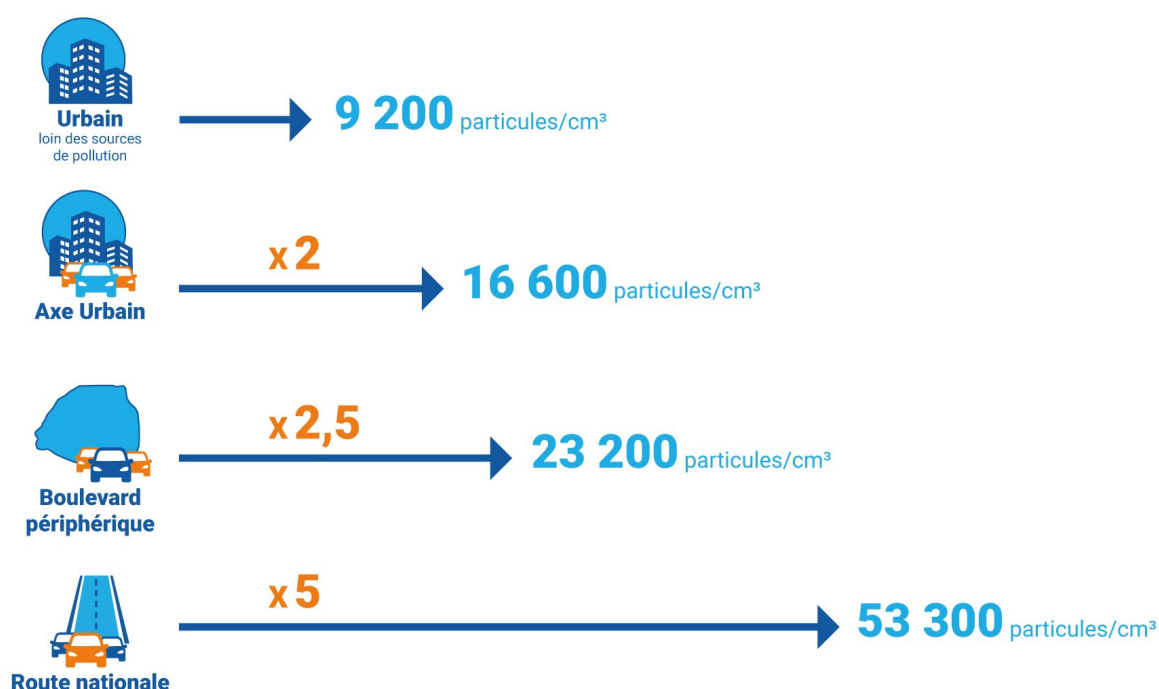 9 200 particules/cm³
Urbain
loin des sources
de pollution
x 2
16 600 particules/cm³
Axe Urbain
x 2,5
23 200 particules/cm³
Boulevard
périphérique
x 5
53 300 particules/cm³
Route nationale